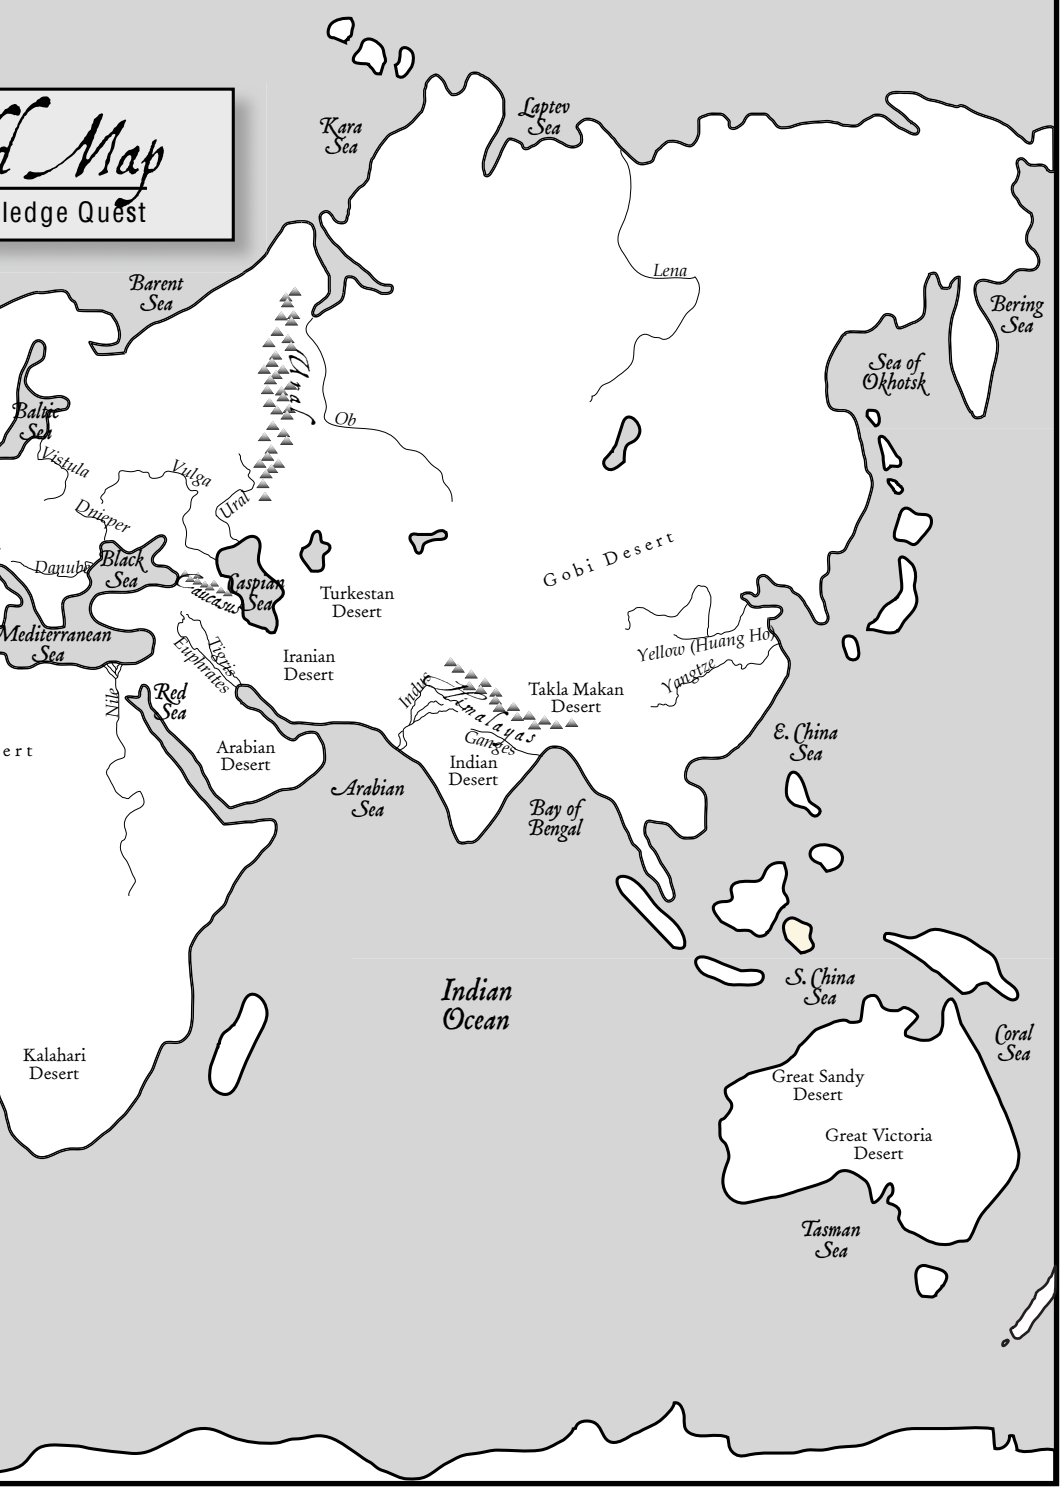 d Map
ledge Quest
Kara
Sea
Laptev
Sea
Barent
Sea
Lena
Bering
Sea
Sea of
Okhotsk
Ural
Baltic
Sea
Ob
Vistula
Vulga
Ural
Dnieper
Danube
Black
Sea
Caucasus
Caspian
Sea
Turkestan
Desert
Gobi Desert
Mediterranean
Sea
Tigris
Euphrates
Iranian
Desert
Yellow (Huang Ho)
Yangtze
Nile
Red
Sea
Indus
Himalayas
Takla Makan
Desert
ert
Arabian
Desert
Ganges
Indian
Desert
E. China
Sea
Arabian
Sea
Bay of
Bengal
Indian
Ocean
S. China
Sea
Coral
Sea
Kalahari
Desert
Great Sandy
Desert
Great Victoria
Desert
Tasman
Sea